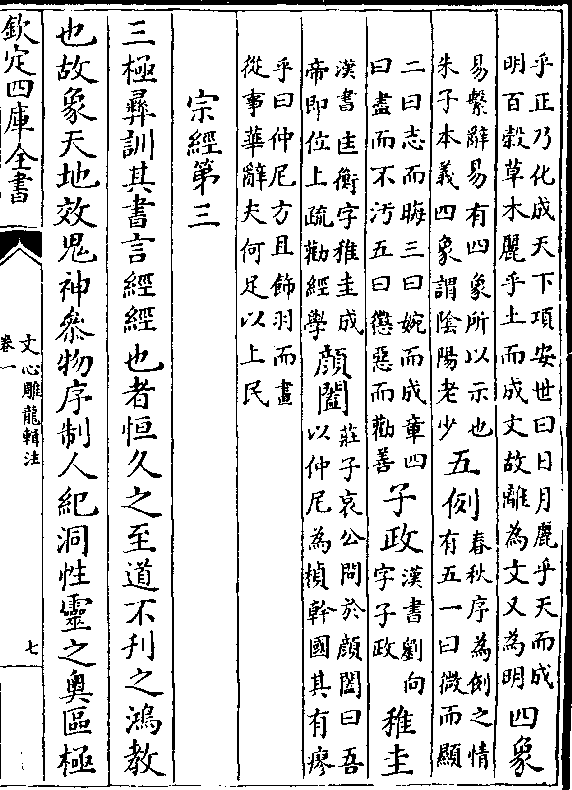 乎正乃化成天下項安世曰日月麗乎天而成
明百榖草木麗乎土而成文故離為文又為明
四象
易繫辭易有四象所以示也
朱子本義四象謂陰陽老少
五例
春秋序為例之情
有五一曰微而顯
二曰志而晦三曰婉而成章四
曰盡而不汚五曰懲惡而勸善
子政
漢書劉向
字子政
稚圭
漢書匡衡字稚圭成
帝即位上疏勸經學
顔闔
莊子哀公問於顔闔曰吾
以仲尼為楨幹國其有瘳
乎曰仲尼方且飾羽而畫
從事華辭夫何足以上民
宗經第三
三極彞訓其書言經經也者恒久之至道不刋之鴻教
也故象天地效鬼神叅物序制人紀洞性靈之奧區極
欽定四庫全書
文心雕龍輯注
卷一
七